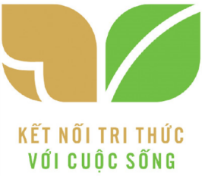 KẾT NỐI TRI THỨC
VỚI CUỘC SỐNG